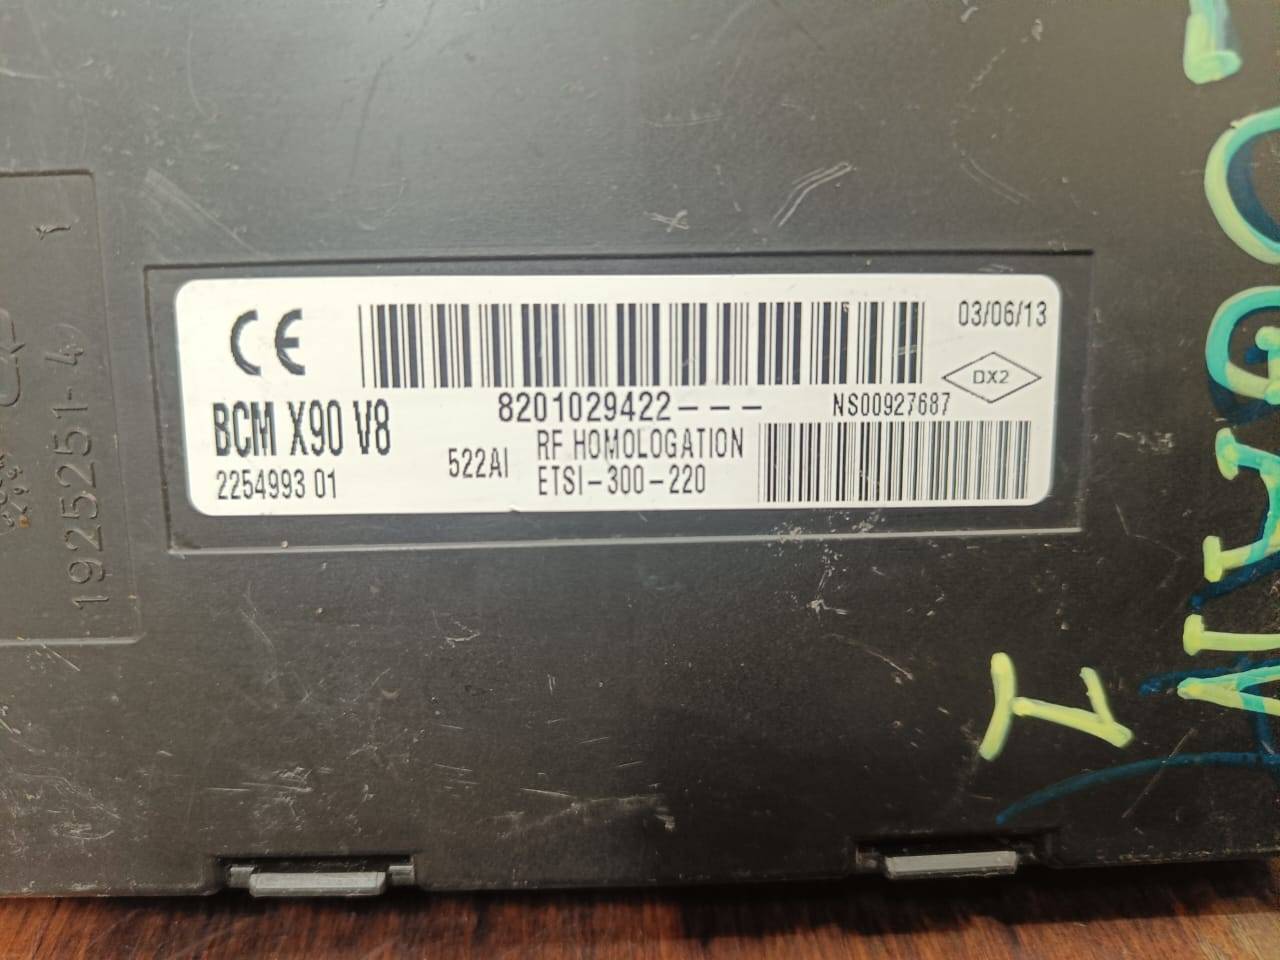 CE
03/06/13
DX2
BCM X90 V8
8201029422---
NS00927687
522AI
RF HOMOLOGATION
2254993 01
ETSI-300-220
1925251-4
1